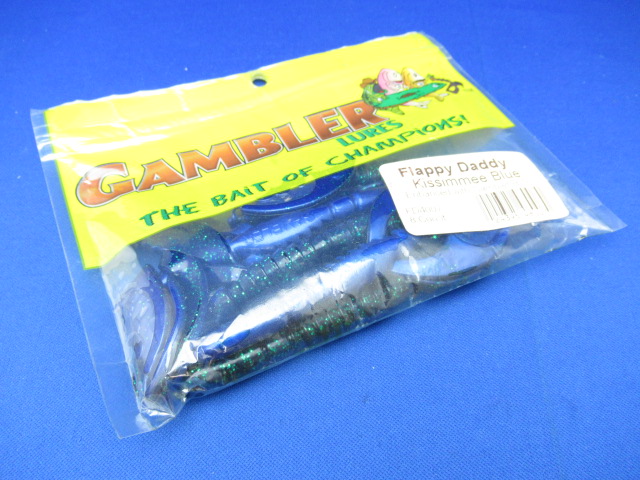 GAMBLER
LURES
THE BAIT OF CHAMPIONS!
Flappy Daddy
Kissimmee Blue